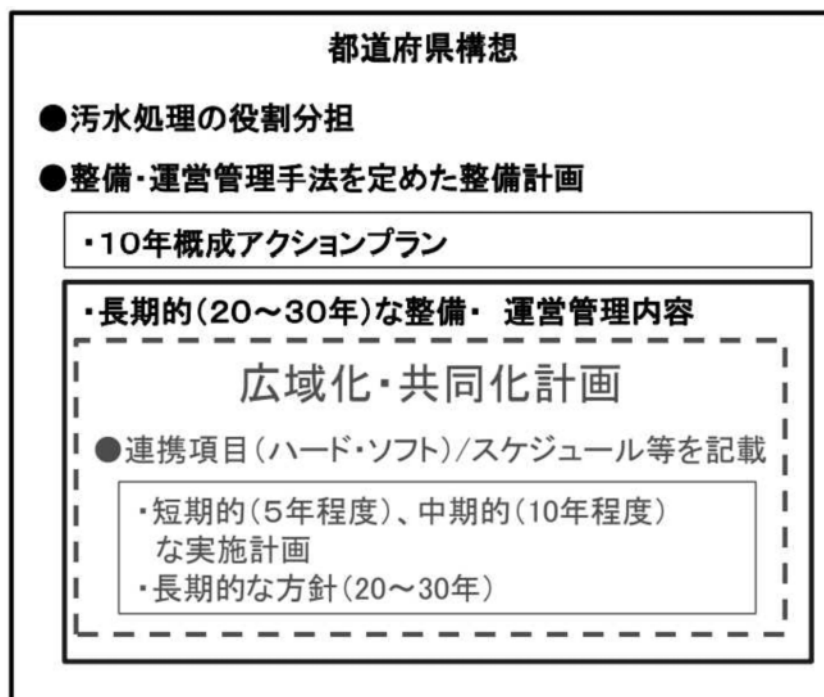 都道府県構想
●汚水処理の役割分担
●整備・運営管理手法を定めた整備計画
・10年概成アクションプラン
・長期的(20～30年)な整備・ 運営管理内容
広域化・共同化計画
●連携項目(ハード・ソフト)/スケジュール等を記載
・短期的(5年程度)、中期的(10年程度)
な実施計画
・長期的な方針(20～30年)